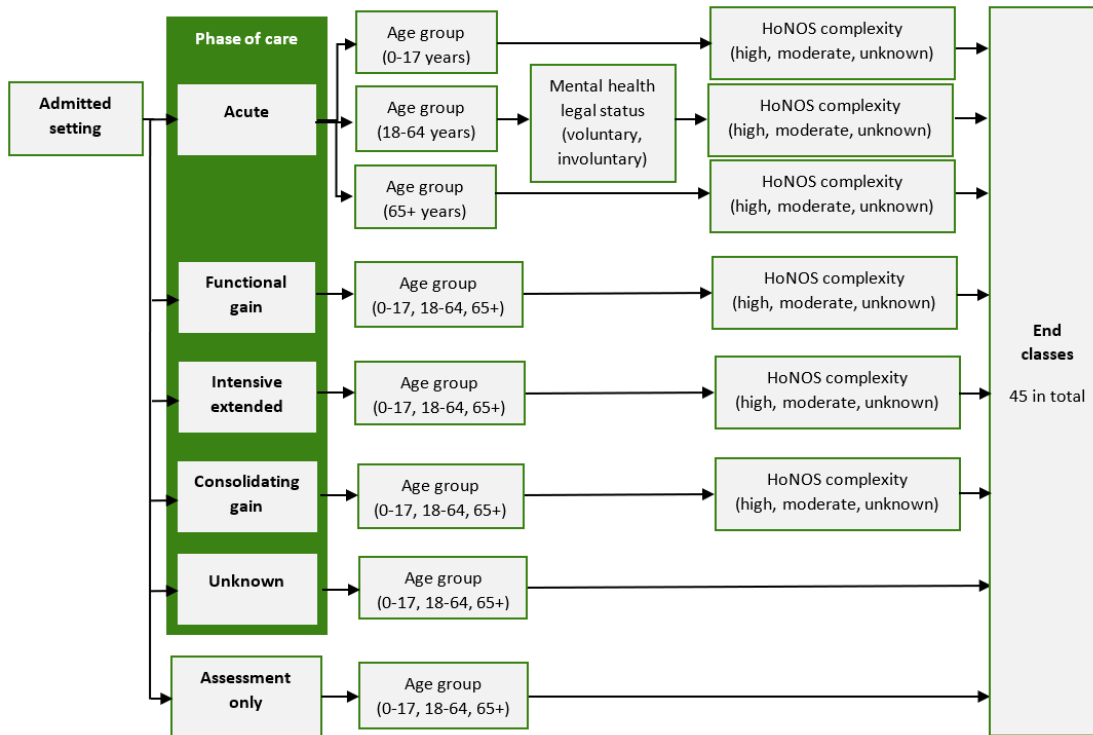 Admitted
setting
Phase of care
Acute
Age group
(0-17 years)
HoNOS complexity
(high, moderate, unknown)
Age group
(18-64 years)
Mental health
legal status
(voluntary,
involuntary)
HoNOS complexity
(high, moderate, unknown)
Age group
(65+ years)
HoNOS complexity
(high, moderate, unknown)
Functional
gain
Age group
(0-17, 18-64, 65+)
HoNOS complexity
(high, moderate, unknown)
Intensive
extended
Age group
(0-17, 18-64, 65+)
HoNOS complexity
(high, moderate, unknown)
Consolidating
gain
Age group
(0-17, 18-64, 65+)
HoNOS complexity
(high, moderate, unknown)
Unknown
Age group
(0-17, 18-64, 65+)
Assessment
only
Age group
(0-17, 18-64, 65+)
End
classes
45 in total